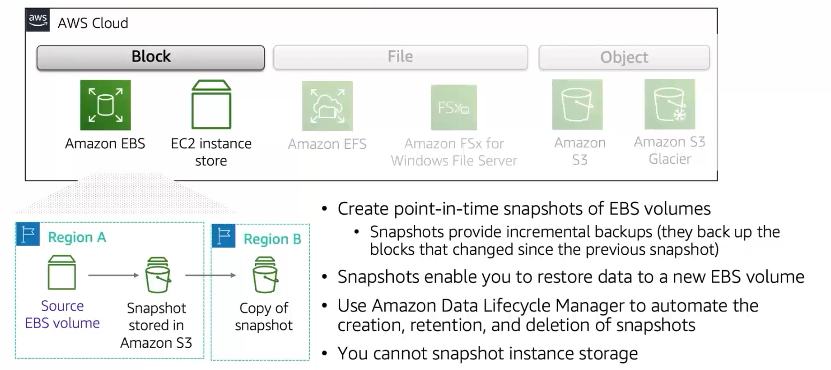 aws AWS Cloud
Block File Object
FSx
Amazon EBS
EC2 instance
store
Amazon EFS
Amazon FSx for
Windows File Server
Amazon
S3
Amazon S3
Glacier
Region A
Source
EBS volume
Snapshot
stored in
Amazon S3
Region B
Copy of
snapshot
• Create point-in-time snapshots of EBS volumes
• Snapshots provide incremental backups (they back up the
blocks that changed since the previous snapshot)
• Snapshots enable you to restore data to a new EBS volume
• Use Amazon Data Lifecycle Manager to automate the
creation, retention, and deletion of snapshots
• You cannot snapshot instance storage